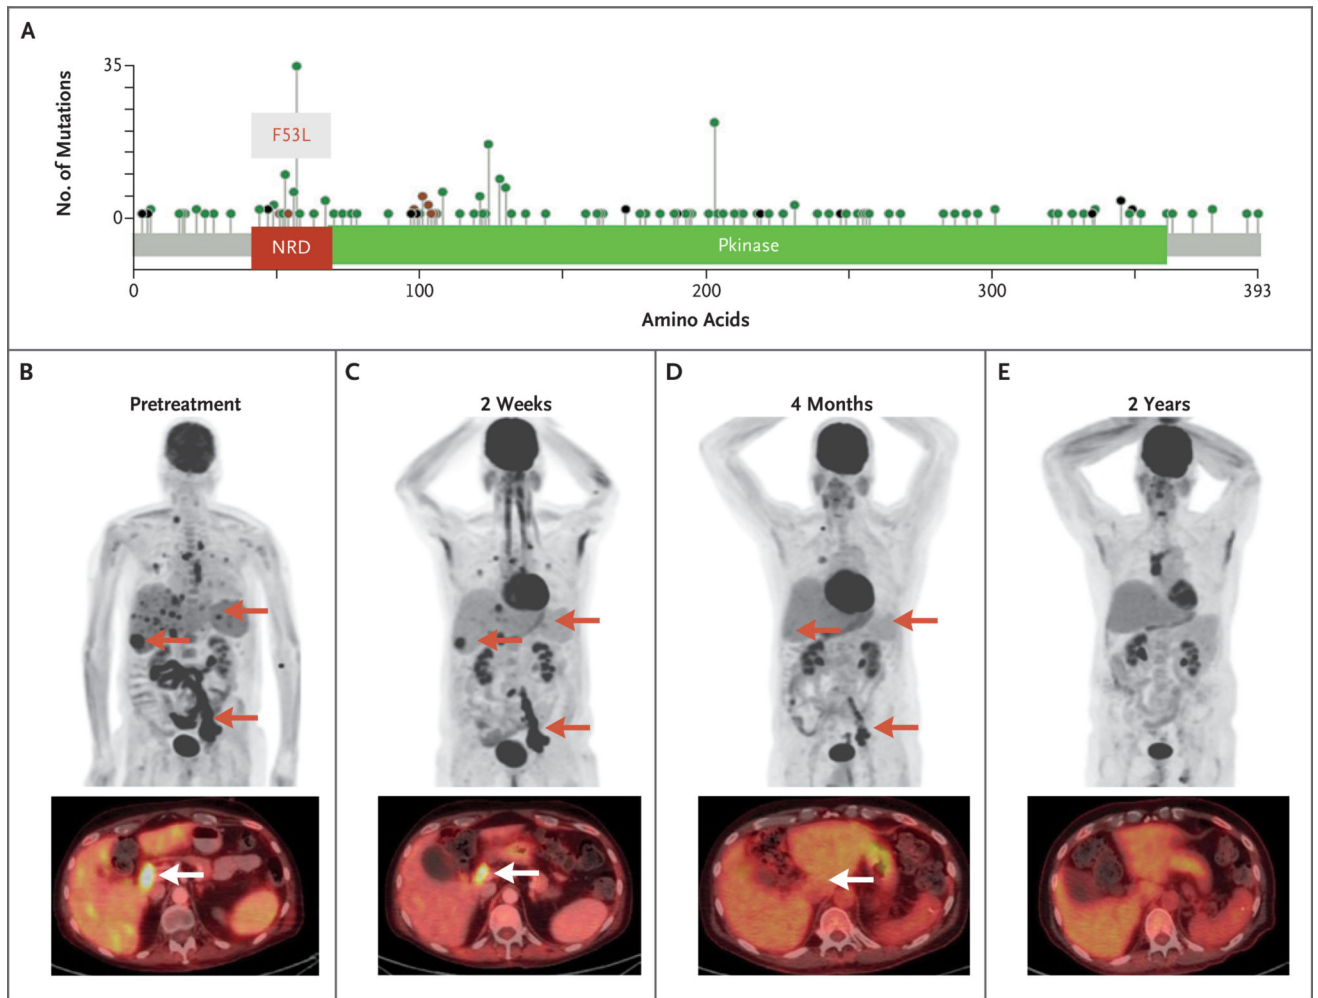 A
No. of Mutations
35
F53L
0
NRD
Pkinase
0 100 200 300 393
Amino Acids
B C D E
Pretreatment 2 Weeks 4 Months 2 Years